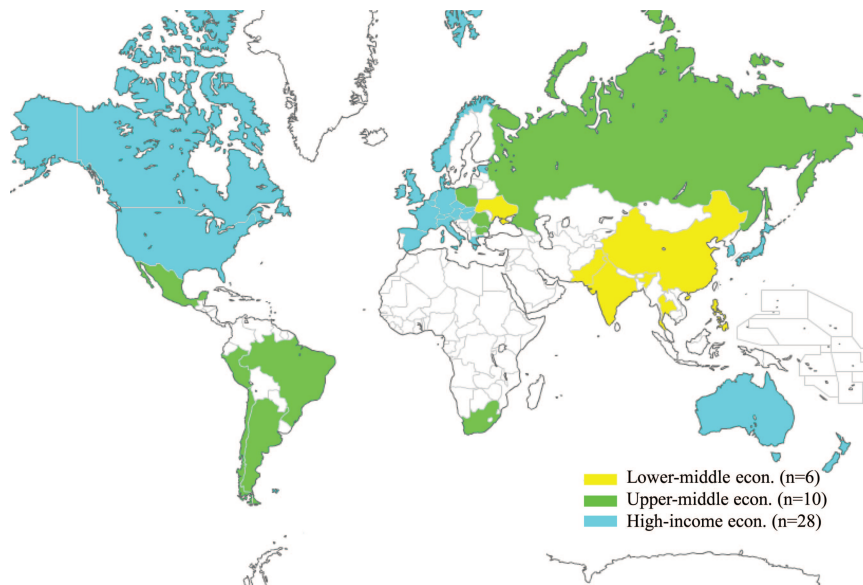 Lower-middle econ. (n=6)
Upper-middle econ. (n=10)
High-income econ. (n=28)